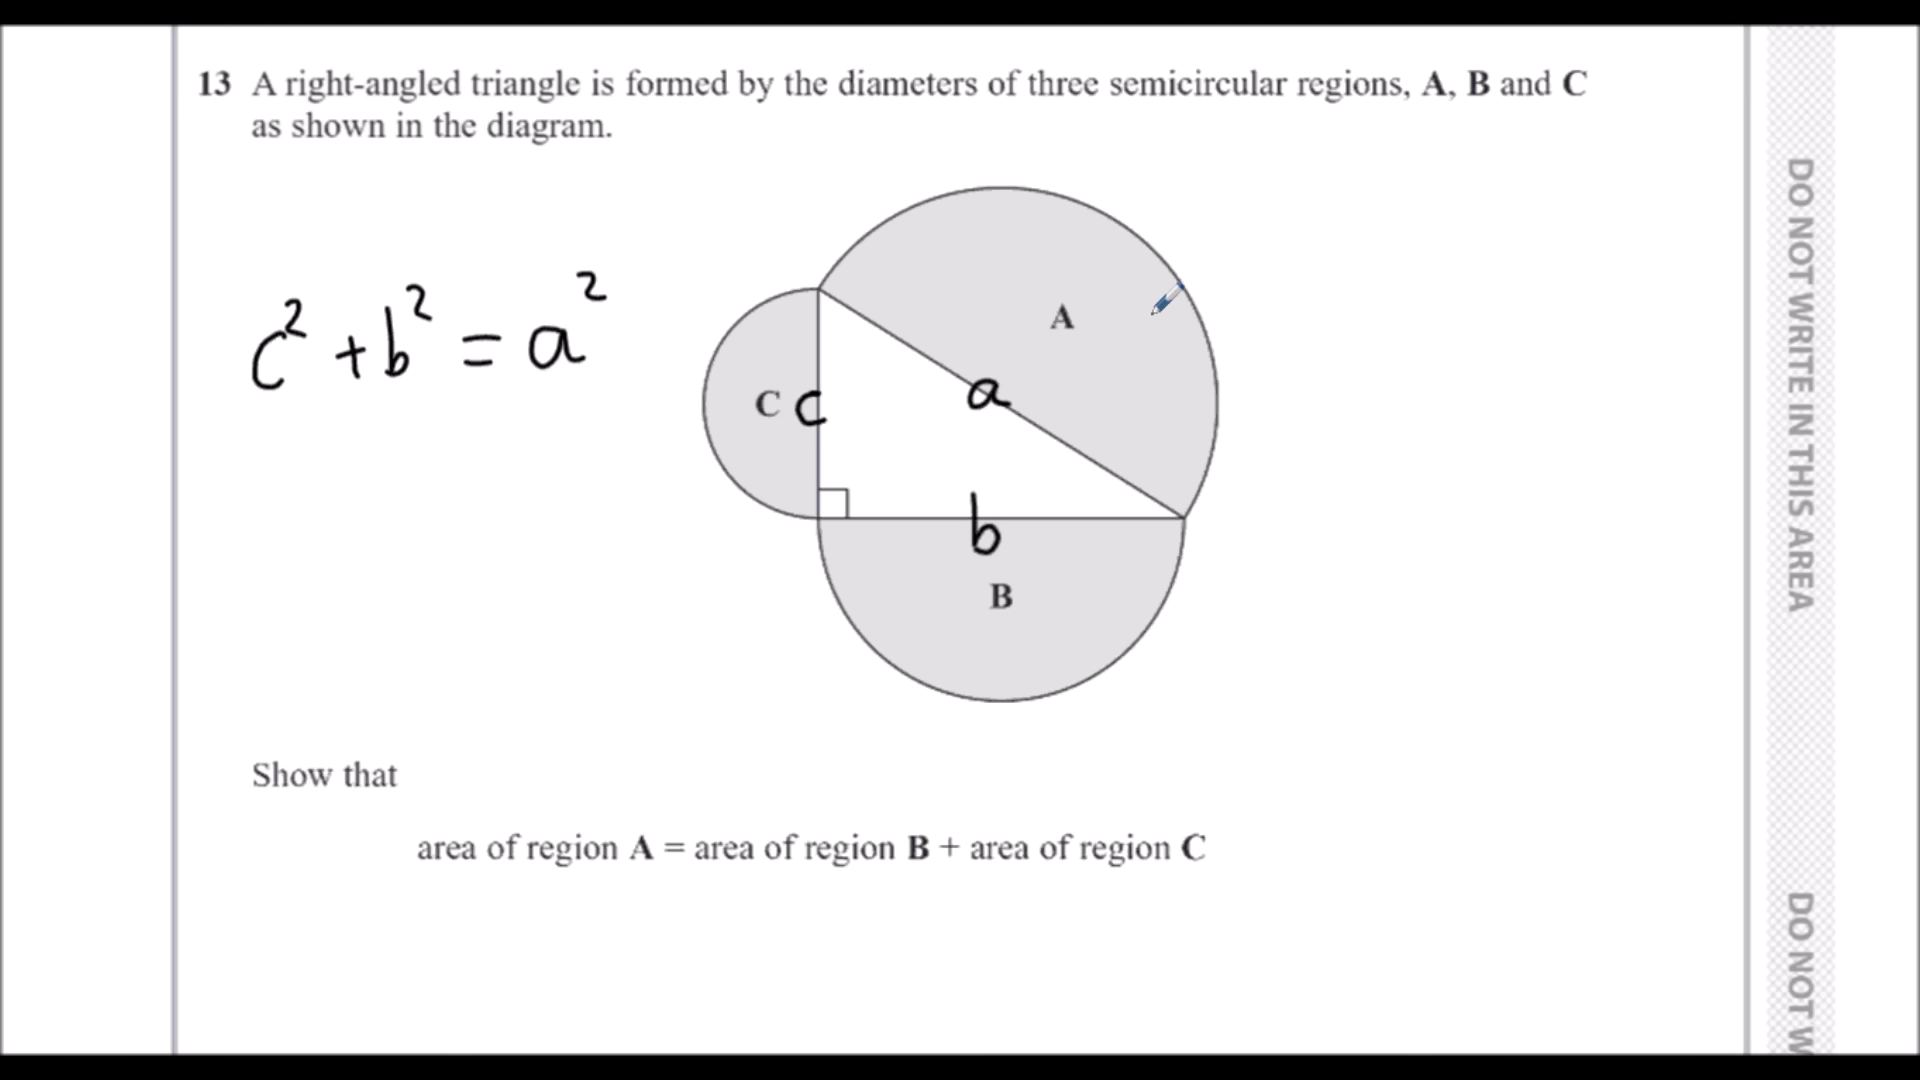 13 A right-angled triangle is formed by the diameters of three semicircular regions, A, B and C
as shown in the diagram.
c² + b² = a²
A
C c
a
b
B
Show that
area of region A = area of region B + area of region C
DO NOT WRITE IN THIS AREA
DO NOT W